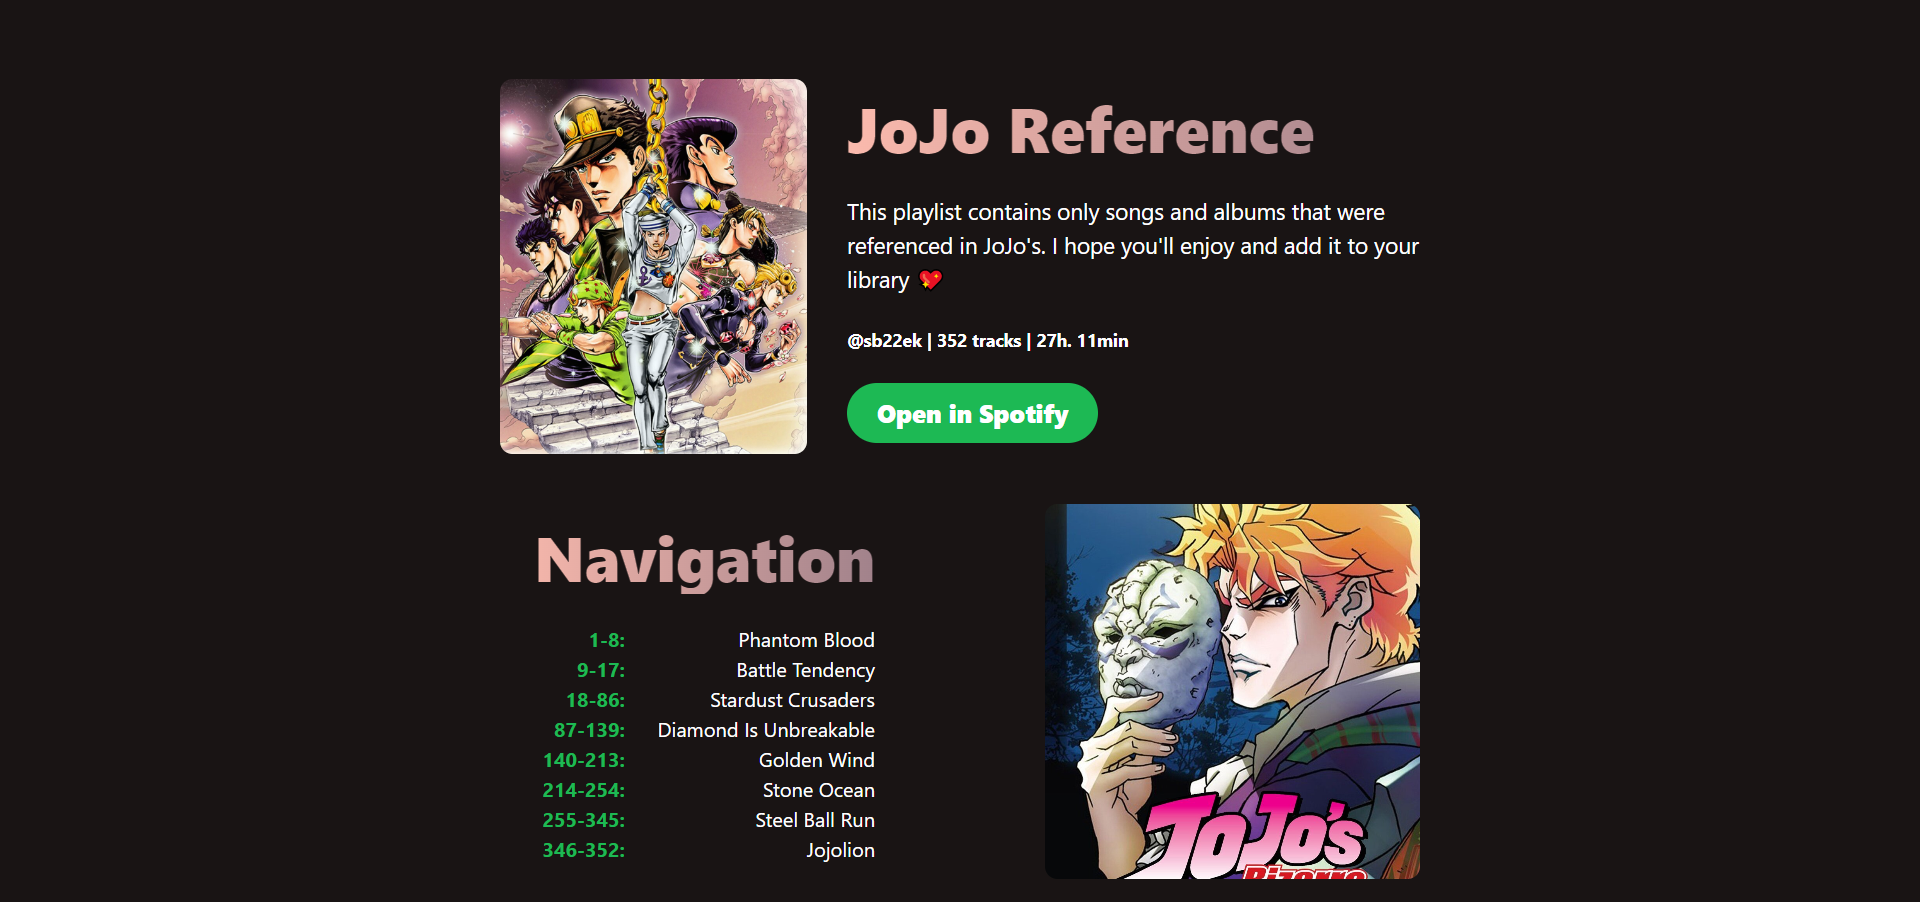 JoJo Reference
This playlist contains only songs and albums that were
referenced in JoJo's. I hope you'll enjoy and add it to your
library 💖
@sb22ek | 352 tracks | 27h. 11min
Open in Spotify
Navigation
1-8: Phantom Blood
9-17: Battle Tendency
18-86: Stardust Crusaders
87-139: Diamond Is Unbreakable
140-213: Golden Wind
214-254: Stone Ocean
255-345: Steel Ball Run
346-352: Jojolion
JoJo's
Bizarre